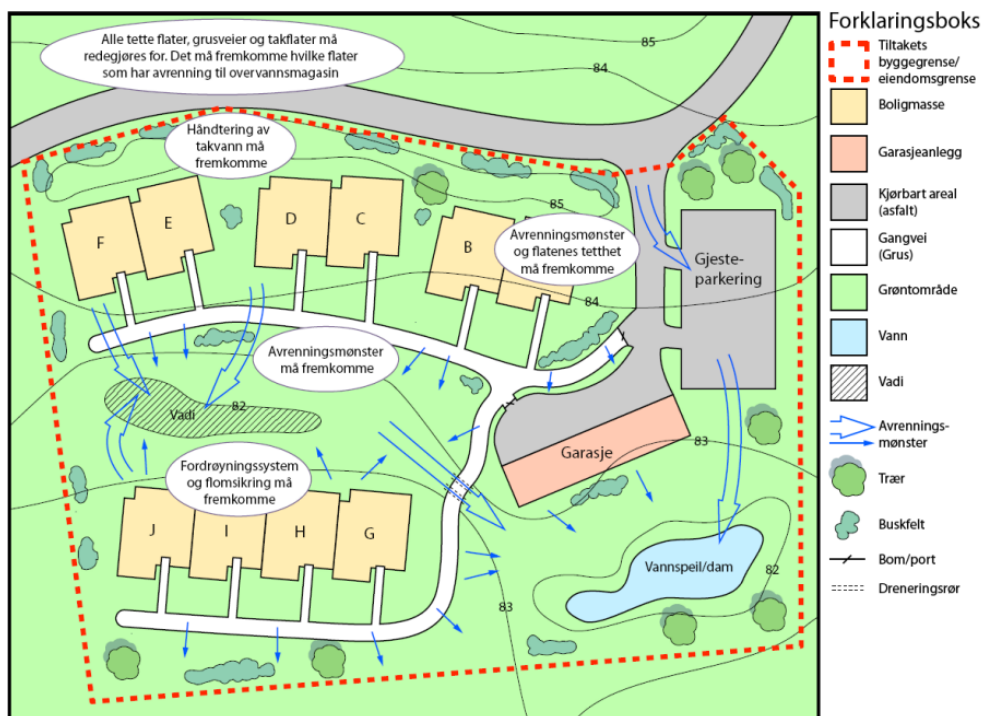 Alle tette flater, grusveier og takflater må
redegjøres for. Det må fremkomme hvilke flater
som har avrenning til overvannsmagasin
85
84
Håndtering av
takvann må
fremkomme
85
F
E
D
C
B
Avrenningsmønster
og flatenes tetthet
må fremkomme
Gjeste-
parkering
84
Avrenningsmønster
må fremkomme
82
Vadi
Fordrøyningssystem
og flomsikring må
fremkomme
Garasje
83
J
I
H
G
Vannspeil/dam
82
83
Forklaringsboks
Tiltakets
byggegrense/
eiendomsgrense
Boligmasse
Garasjeanlegg
Kjørbart areal
(asfalt)
Gangvei
(Grus)
Grøntområde
Vann
Vadi
Avrennings-
mønster
Trær
Buskfelt
Bom/port
Dreneringsrør